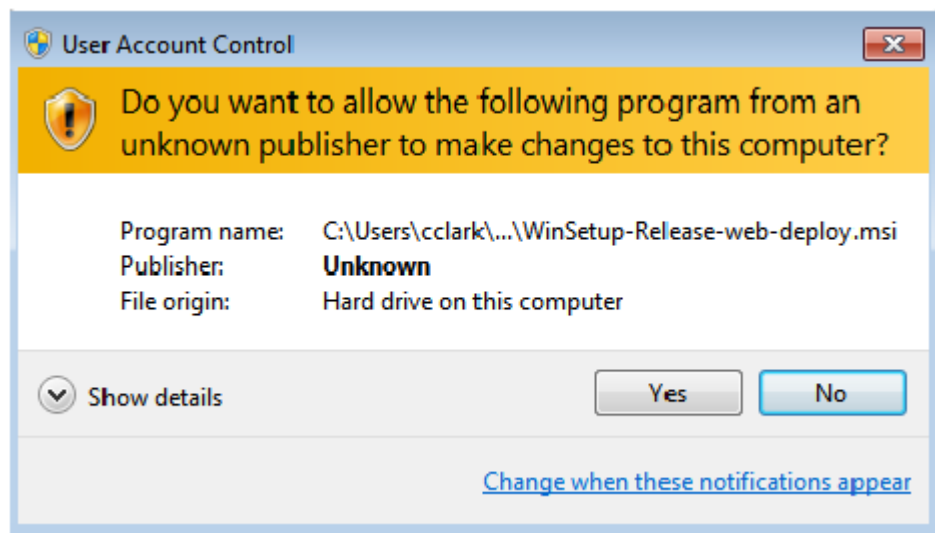 User Account Control
Do you want to allow the following program from an
unknown publisher to make changes to this computer?
Program name: C:\Users\cclark\...\WinSetup-Release-web-deploy.msi
Publisher: Unknown
File origin: Hard drive on this computer
Show details Yes No
Change when these notifications appear